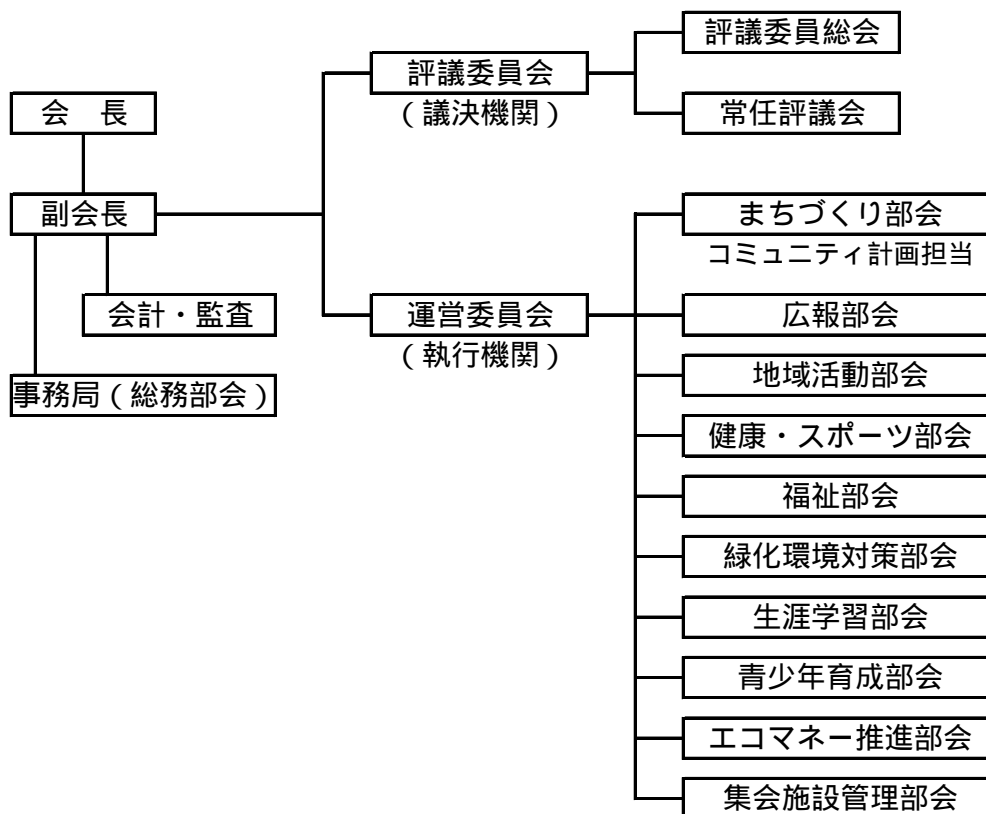 会　長
副会長
会計・監査
事務局（総務部会）
評議委員会
（議決機関）
評議委員総会
常任評議会
運営委員会
（執行機関）
まちづくり部会
コミュニティ計画担当
広報部会
地域活動部会
健康・スポーツ部会
福祉部会
緑化環境対策部会
生涯学習部会
青少年育成部会
エコマネー推進部会
集会施設管理部会